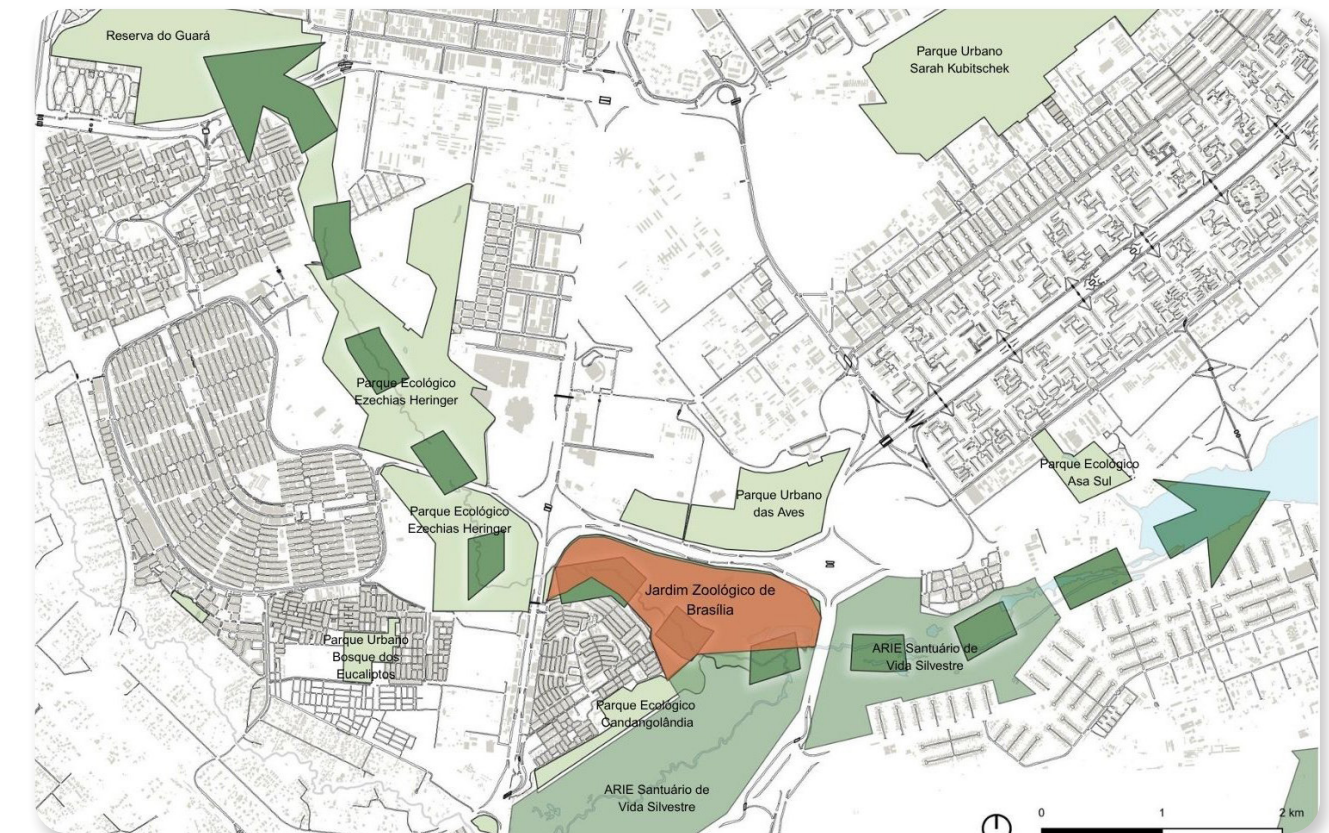 Reserva do Guará
Parque Urbano
Sarah Kubitschek
Parque Ecológico
Ezechias Heringer
Parque Ecológico
Asa Sul
Parque Urbano
das Aves
Parque Ecológico
Ezechias Heringer
Jardim Zoológico de
Brasília
Parque Urbano
Bosque dos
Eucaliptos
ARIE Santuário de
Vida Silvestre
Parque Ecológico
Candangolândia
ARIE Santuário de
Vida Silvestre
0 1 2 km